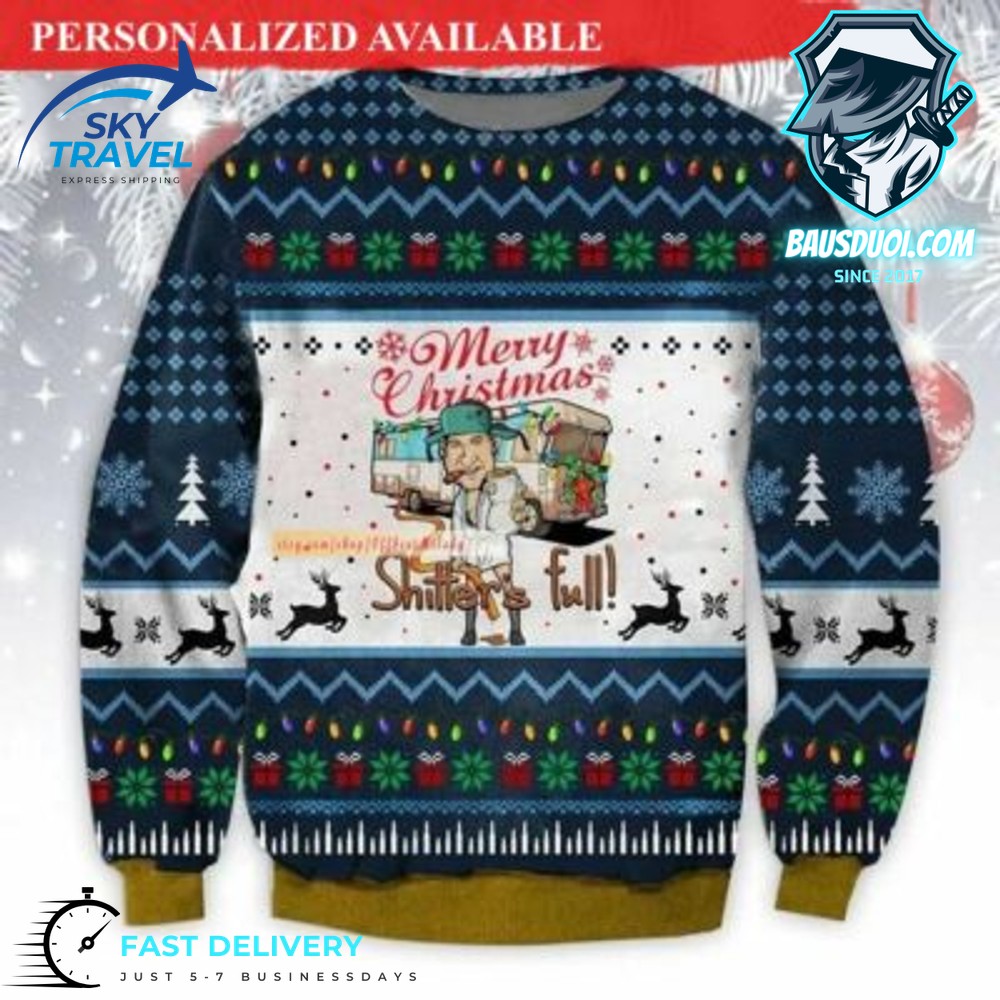 PERSONALIZED AVAILABLE
SKY
TRAVEL
EXPRESS SHIPPING
BAUSDUOI.COM
SINCE 2017
Merry
Christmas
Shitter's full!
FAST DELIVERY
JUST 5-7 BUSINESSDAYS